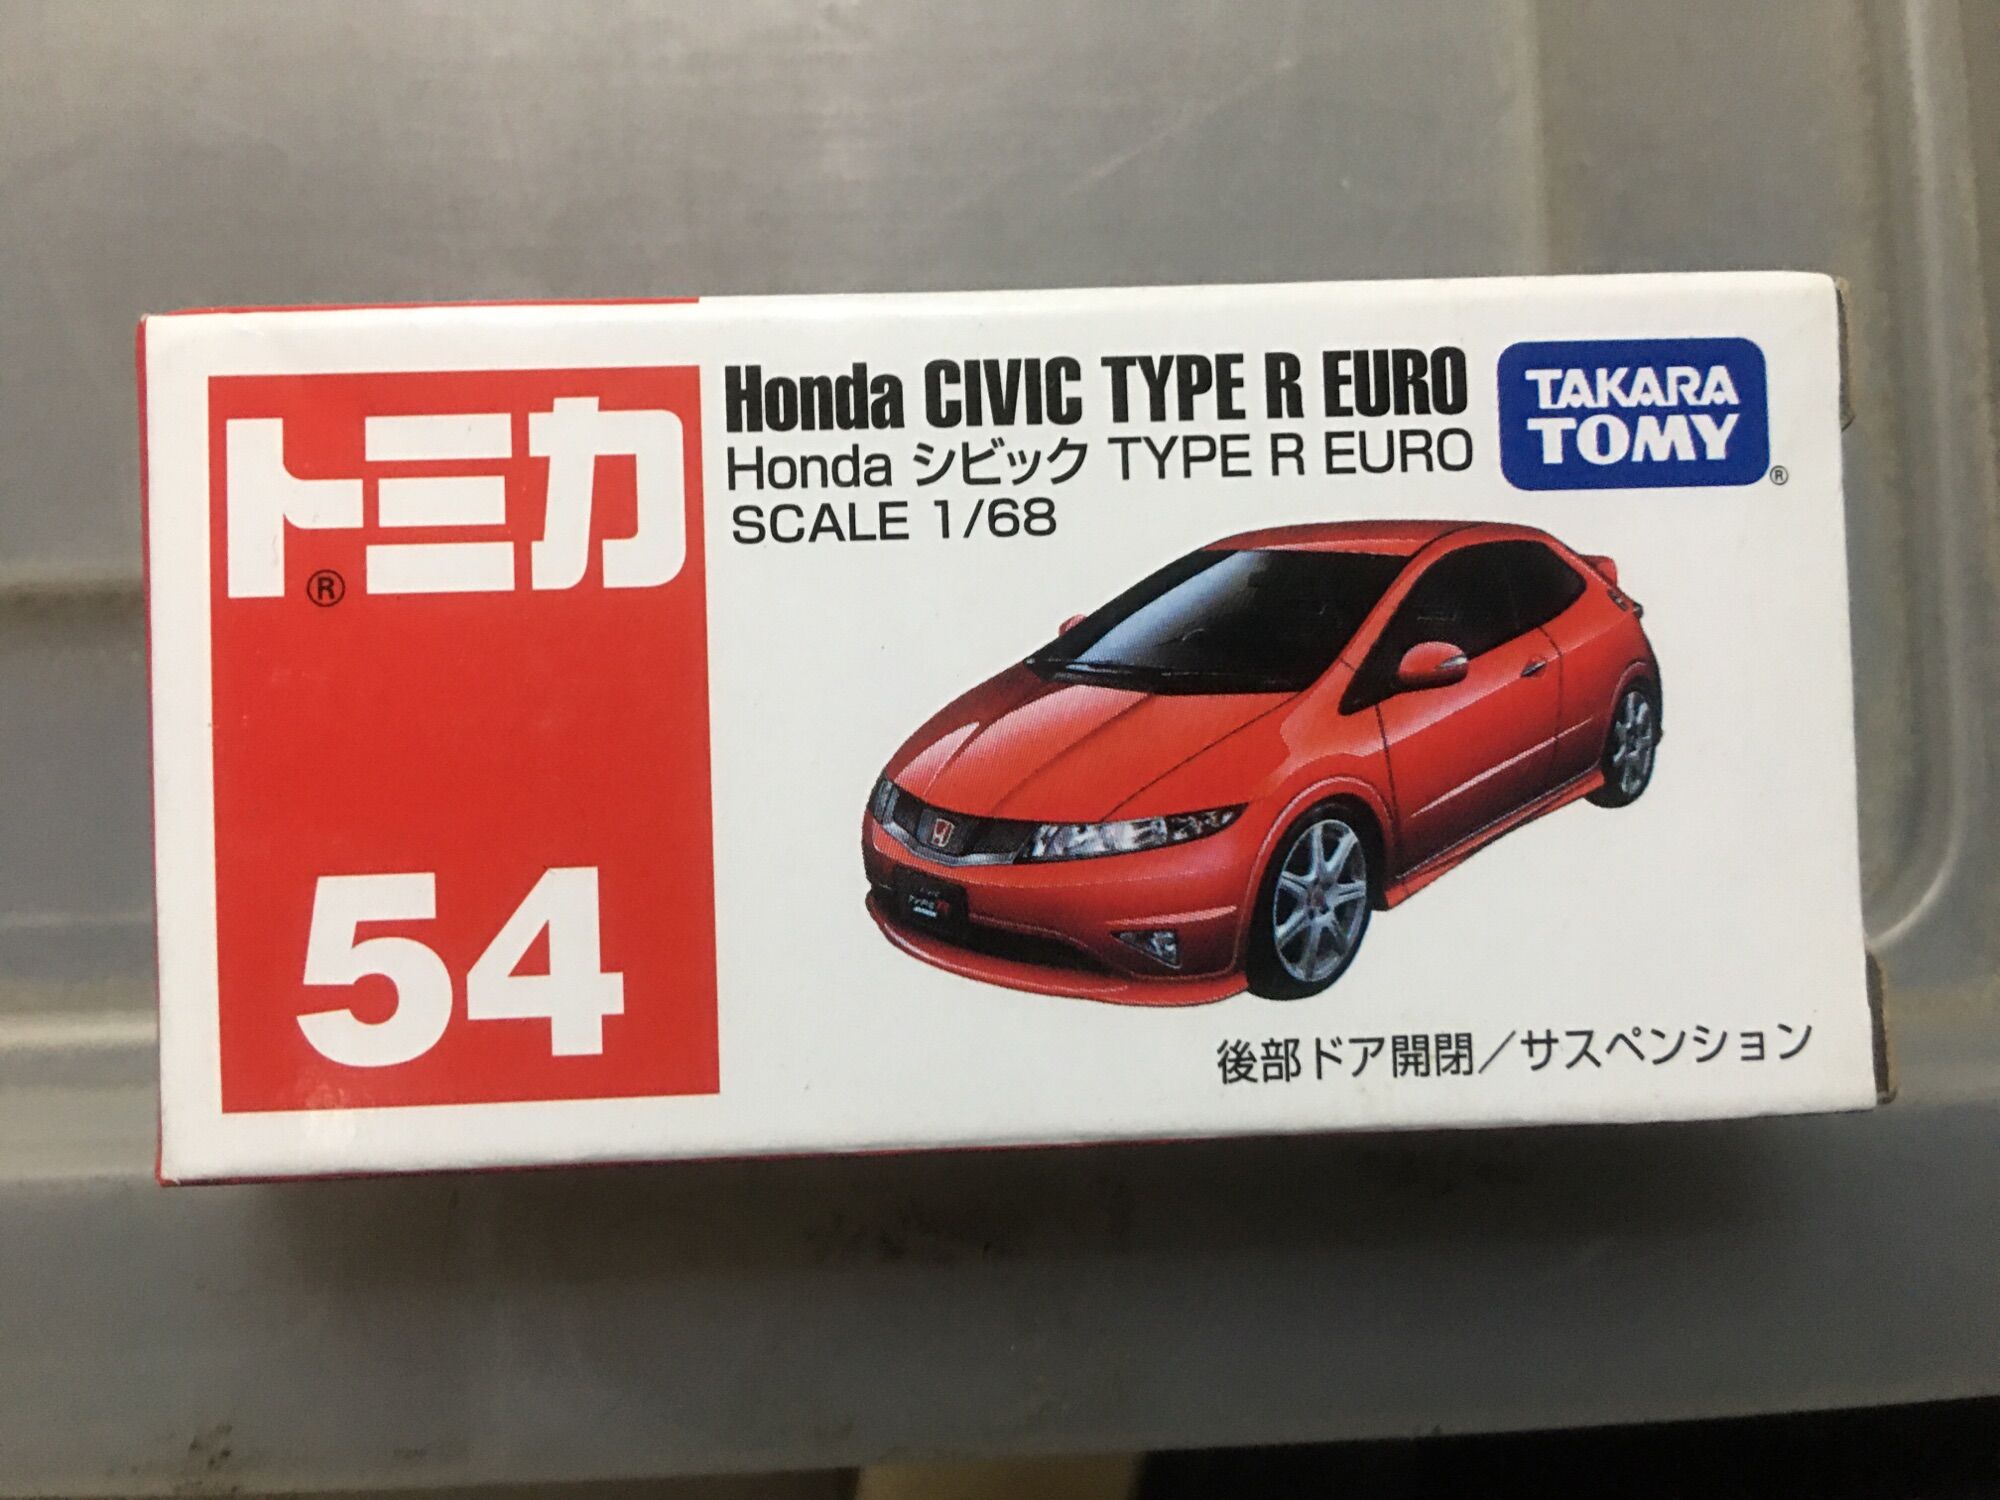 トミカ
®
54
Honda CIVIC TYPE R EURO
Honda シビック TYPE R EURO
SCALE 1/68
TAKARA
TOMY
®
TYPE R
後部ドア開閉／サスペンション